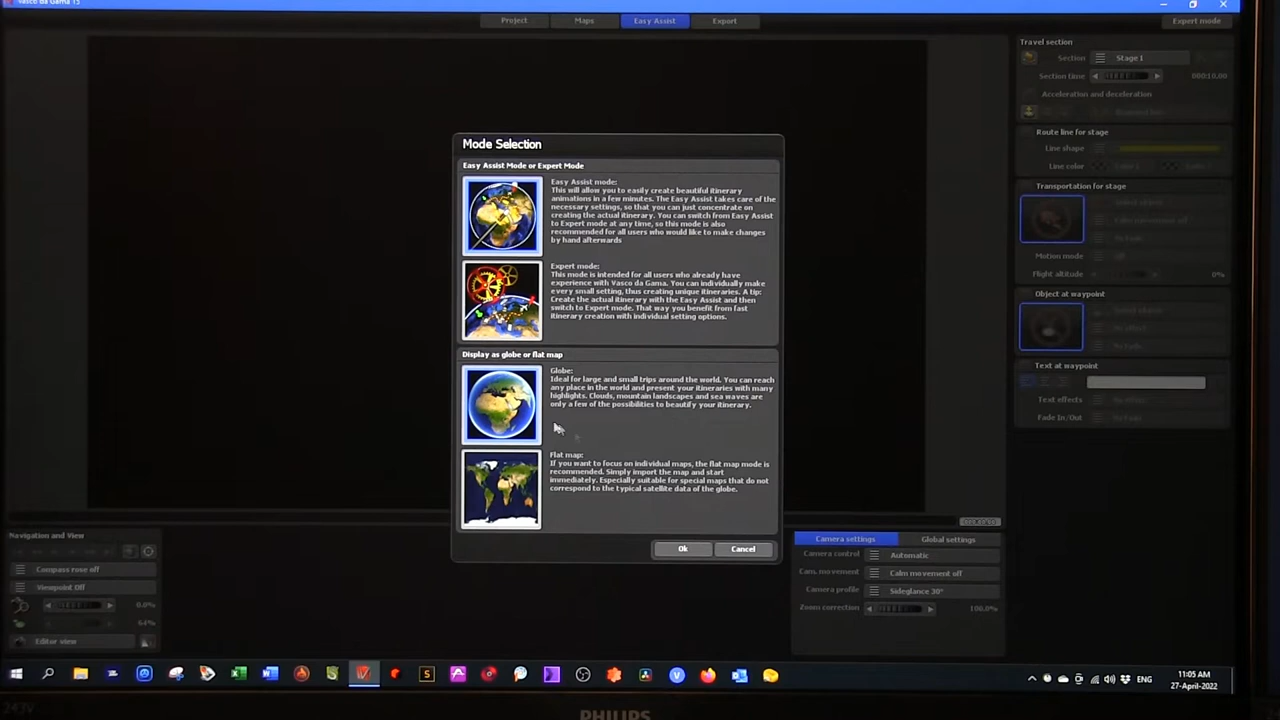 Vasco da Gama 15
Project
Maps
Easy Assist
Export
Expert mode
Travel section
Section
Stage 1
Section time
000:10.00
Acceleration and deceleration
Route line for stage
Line shape
Line color
Transportation for stage
Motion mode
Flight altitude
0%
Object at waypoint
Text at waypoint
Text effects
Fade In/Out
Mode Selection
Easy Assist Mode or Expert Mode
Easy Assist mode:
This will allow you to easily create beautiful itinerary
animations in a few minutes. The Easy Assist takes care of the
necessary settings, so that you can just concentrate on
creating the actual itinerary. You can switch from Easy Assist
to Expert mode at any time, so this mode is also
recommended for all users who would like to make changes
by hand afterwards
Expert mode:
This mode is intended for all users who already have
experience with Vasco da Gama. You can individually make
every small setting, thus creating unique itineraries. A tip:
Create the actual itinerary with the Easy Assist and then
switch to Expert mode. That way you benefit from fast
itinerary creation with individual setting options.
Display as globe or flat map
Globe:
Ideal for large and small trips around the world. You can reach
any place in the world and present your itineraries with many
highlights. Clouds, mountain landscapes and sea waves are
only a few of the possibilities to beautify your itinerary.
Flat map:
If you want to focus on individual maps, the flat map mode is
recommended. Simply import the map and start
immediately. Especially suitable for special maps that do not
correspond to the typical satellite data of the globe.
Ok
Cancel
Navigation and View
Compass rose off
Viewpoint Off
0.0%
64%
Editor view
Camera settings
Global settings
Camera control
Automatic
Cam. movement
Calm movement off
Camera profile
Sideglance 30°
Zoom correction
100.0%
ENG
11:05 AM
27-April-2022
243V
PHILIPS